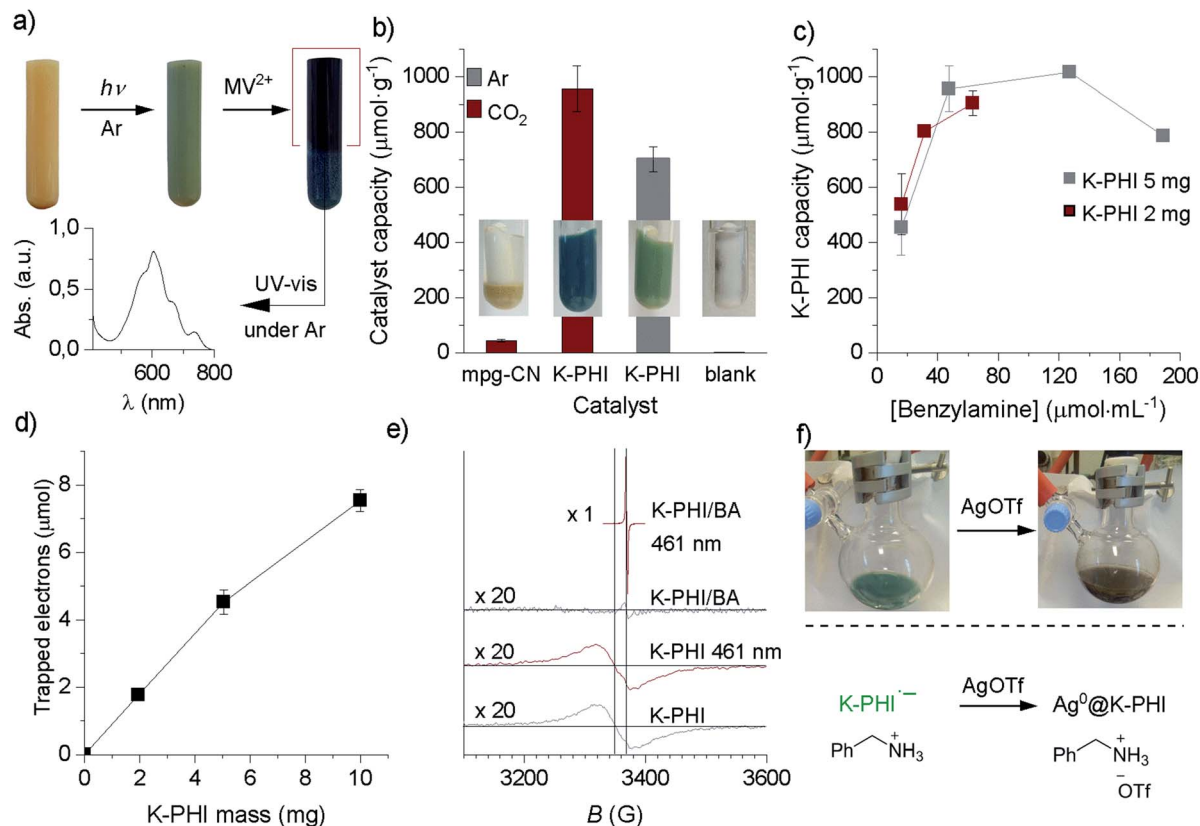 a)
hν
Ar
MV2+
Abs. (a.u.)
1,0
0,5
0,0
600
800
λ (nm)
UV-vis
under Ar
b)
Catalyst capacity (μmol·g-1)
1000
800
600
400
200
0
Ar
CO2
mpg-CN K-PHI K-PHI blank
Catalyst
c)
K-PHI capacity (μmol·g-1)
1000
800
600
400
200
0
K-PHI 5 mg
K-PHI 2 mg
0 40 80 120 160 200
[Benzylamine] (μmol·mL-1)
d)
Trapped electrons (μmol)
8
6
4
2
0
0 2 4 6 8 10
K-PHI mass (mg)
e)
x 1
K-PHI/BA
461 nm
x 20 K-PHI/BA
x 20 K-PHI 461 nm
x 20 K-PHI
3200 3400 3600
B (G)
f)
AgOTf
K-PHI·−
AgOTf
Ag0@K-PHI
Ph NH3+
Ph NH3+
−OTf